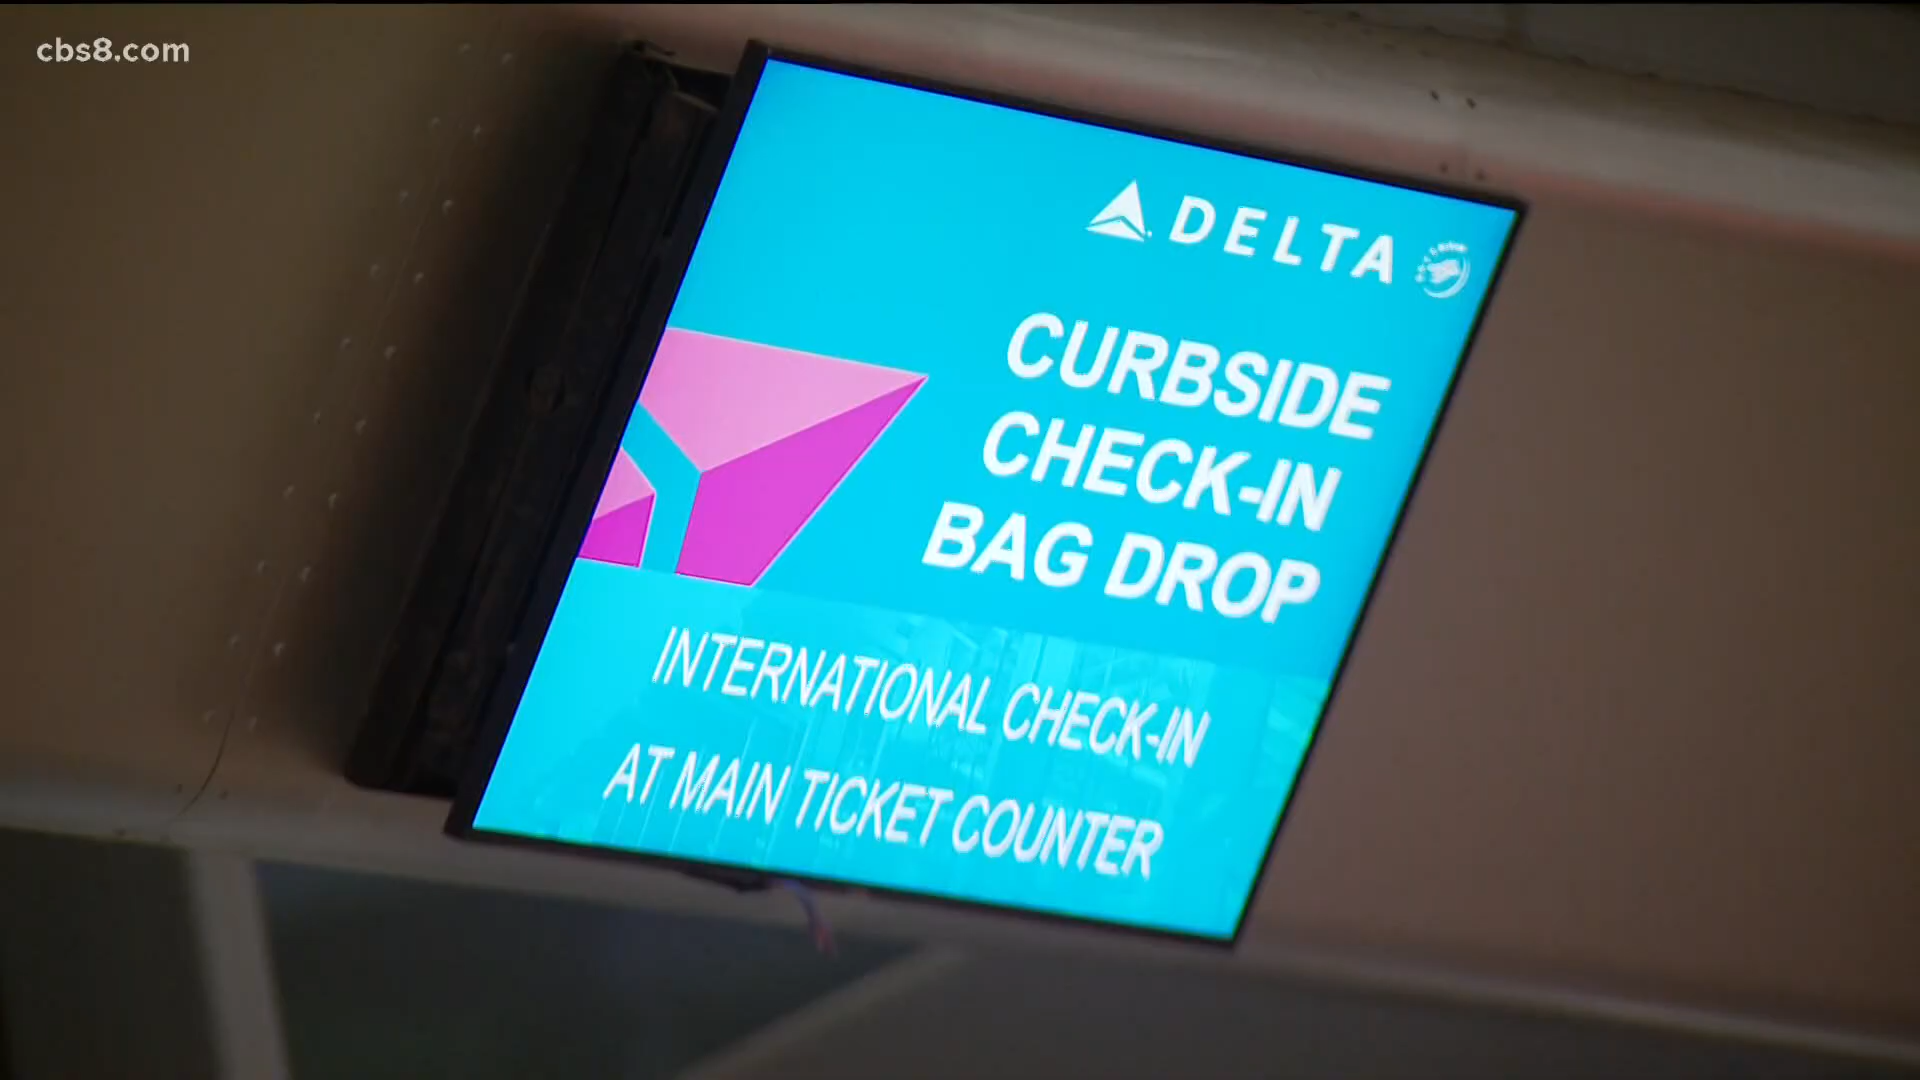 cbs8.com
DELTA
CURBSIDE
CHECK-IN
BAG DROP
INTERNATIONAL CHECK-IN
AT MAIN TICKET COUNTER